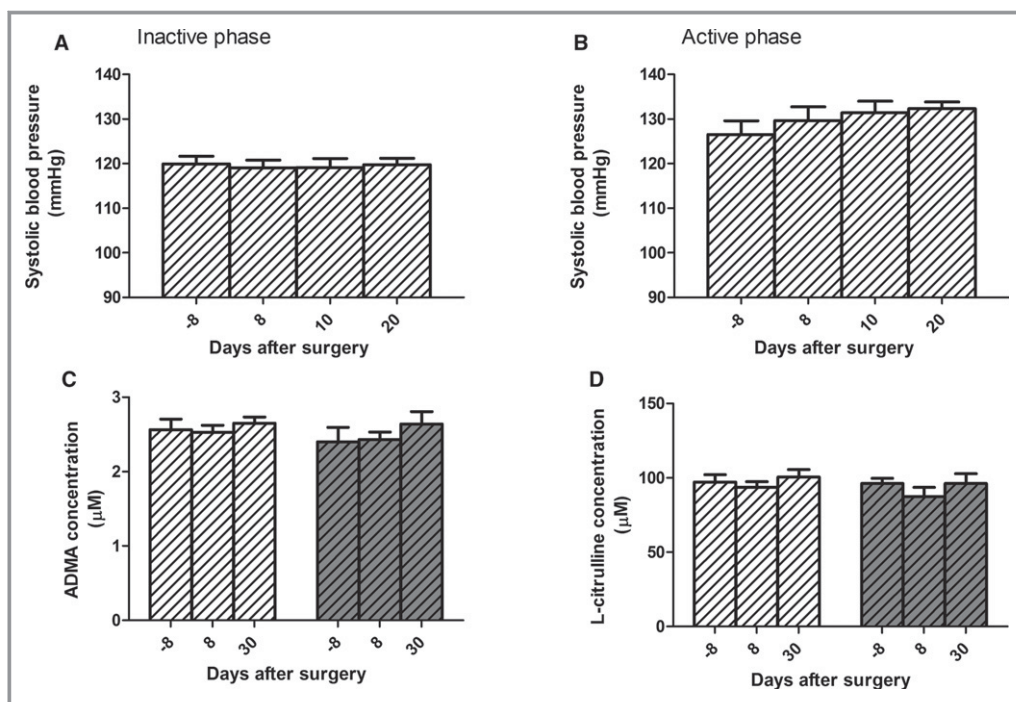 A Inactive phase
Systolic blood pressure
(mmHg)
140
130
120
110
100
90
-8 8 10 20
Days after surgery
B Active phase
Systolic blood pressure
(mmHg)
140
130
120
110
100
90
-8 8 10 20
Days after surgery
C
ADMA concentration
(μM)
3
2
1
0
-8 8 30 -8 8 30
Days after surgery
D
L-citrulline concentration
(μM)
150
100
50
0
-8 8 30 -8 8 30
Days after surgery